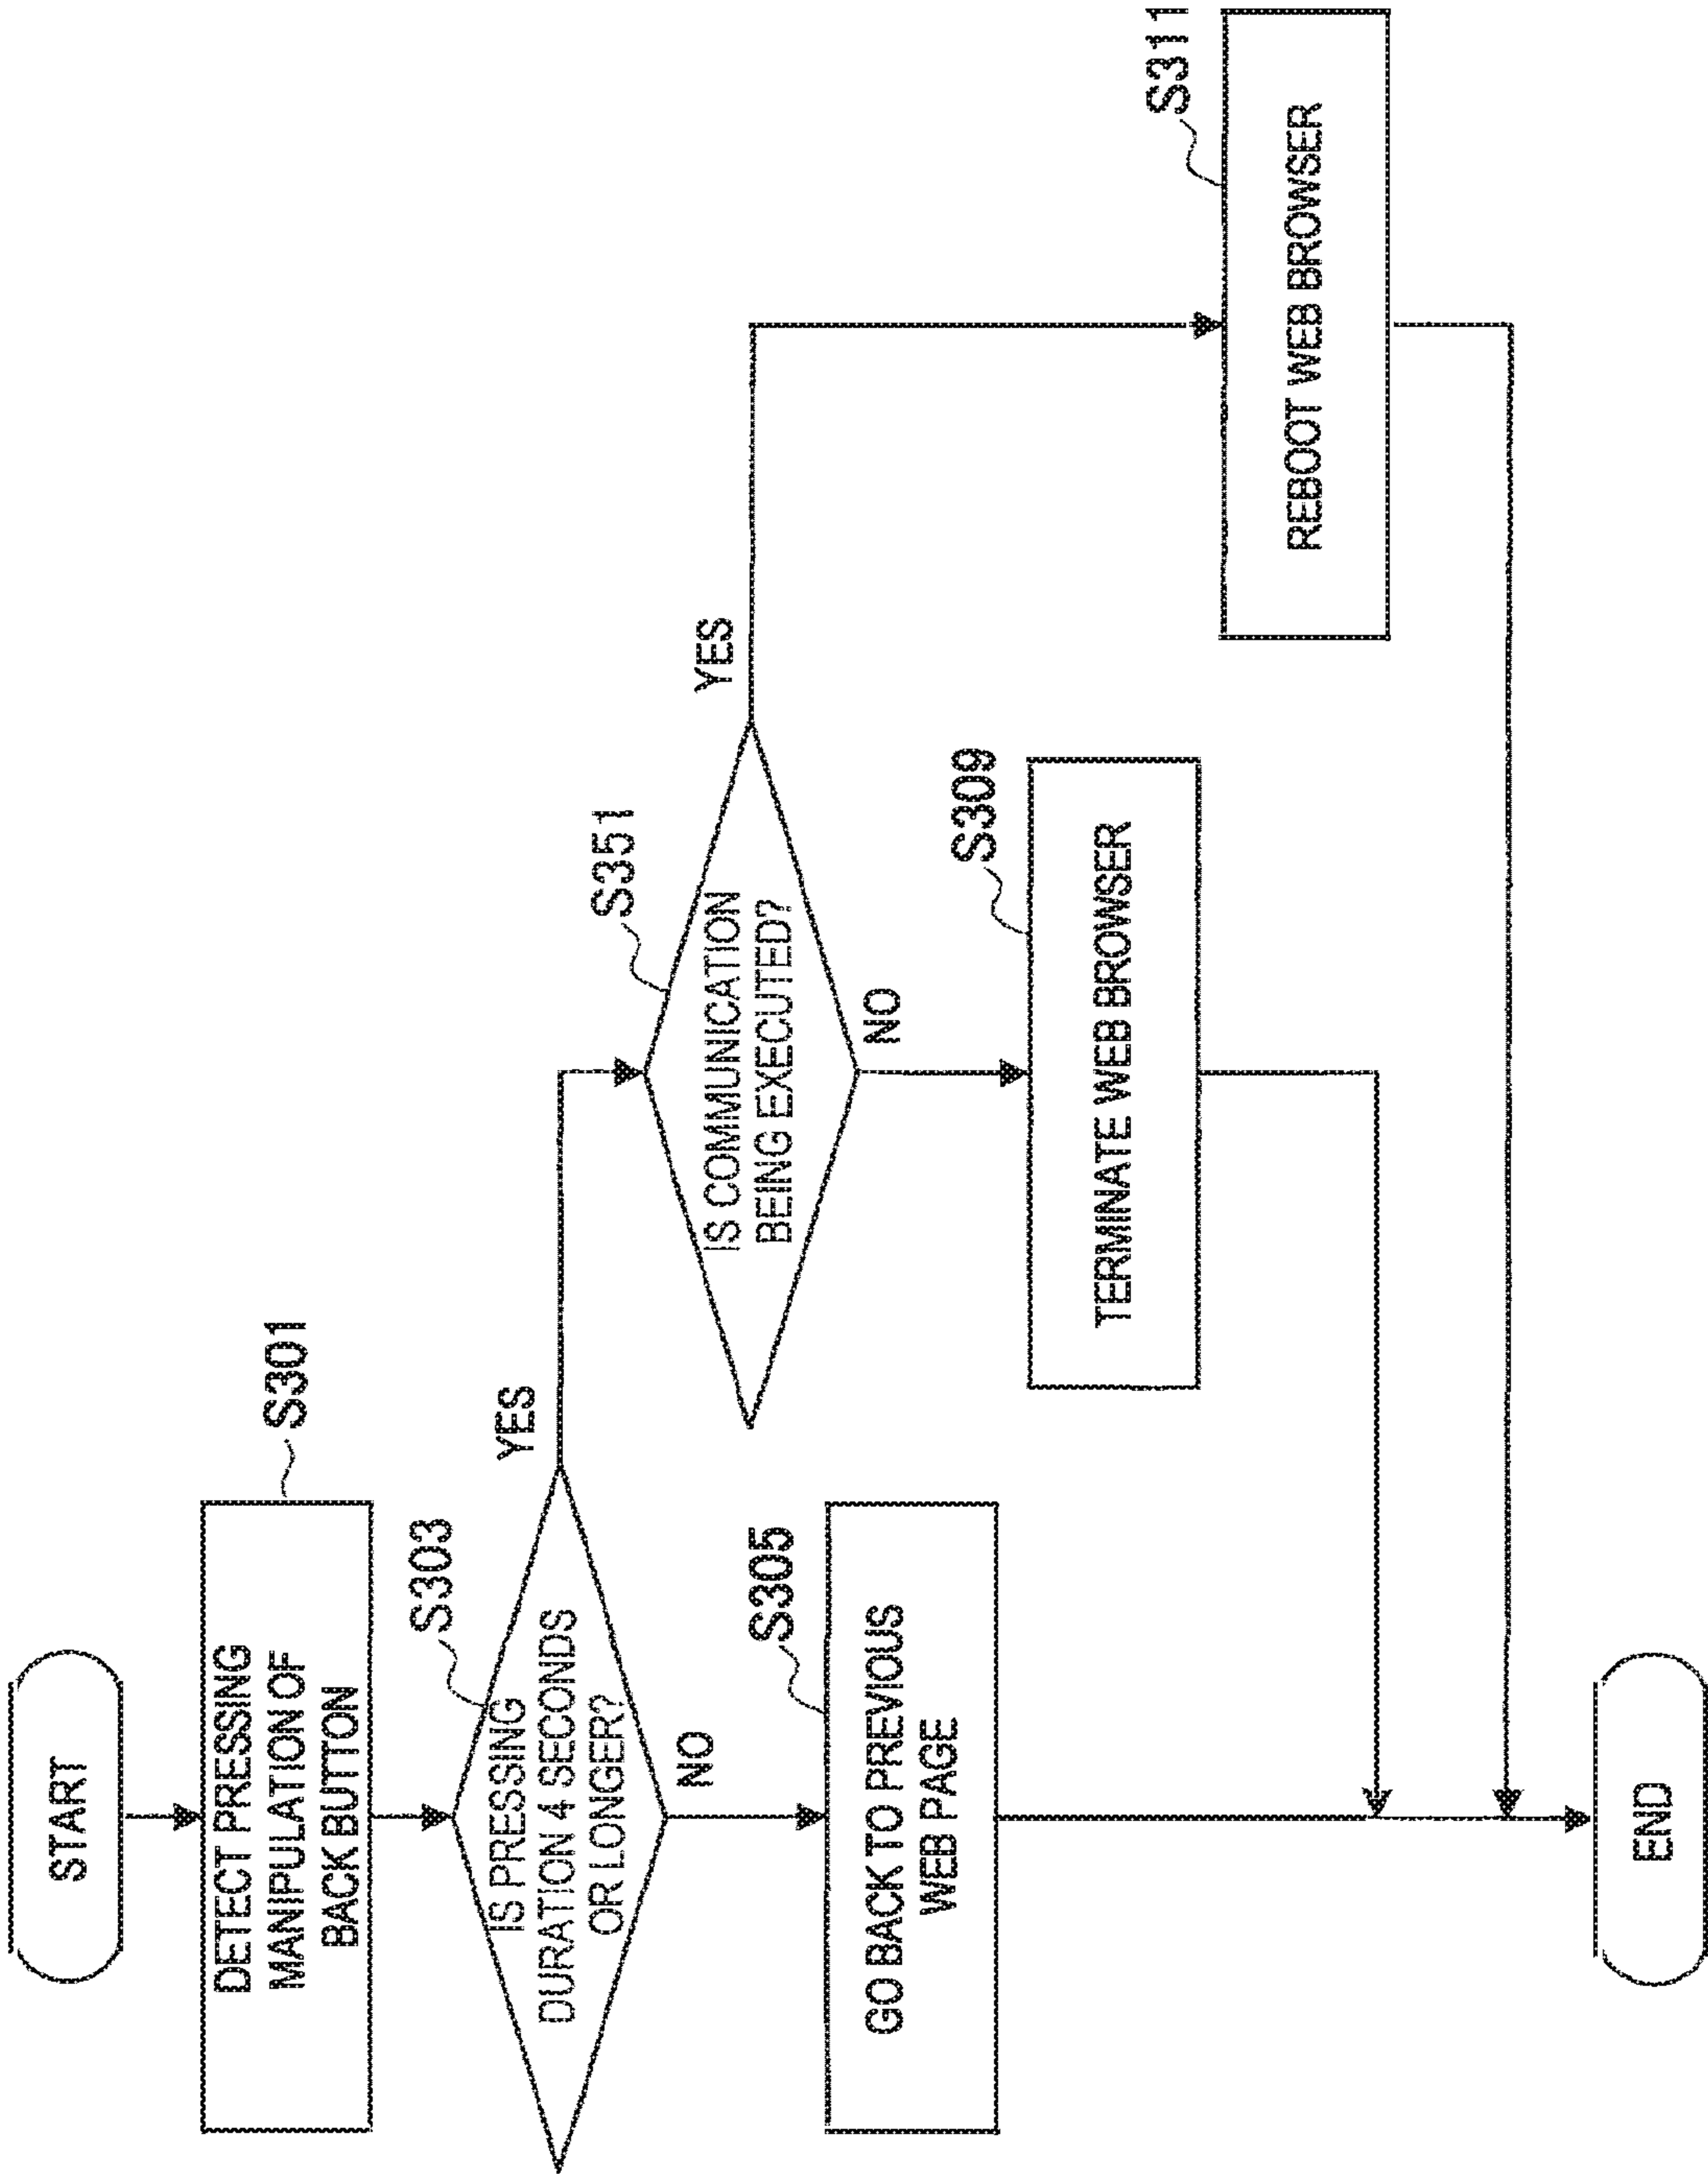 START
S301
DETECT PRESSING
MANIPULATION OF
BACK BUTTON
S303
IS PRESSING
DURATION 4 SECONDS
OR LONGER?
YES
NO
S305
GO BACK TO PREVIOUS
WEB PAGE
S351
IS COMMUNICATION
BEING EXECUTED?
YES
NO
S309
TERMINATE WEB BROWSER
S311
REBOOT WEB BROWSER
END